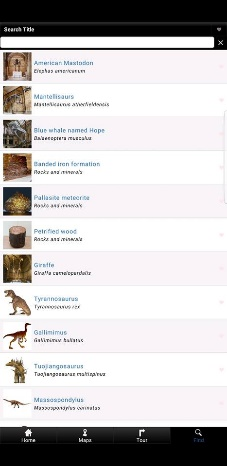 Search Title
American Mastodon
Elephas americanum
Mantellisaurs
Mantellisaurus atherfieldensis
Blue whale named Hope
Balaenoptera musculus
Banded iron formation
Rocks and minerals
Pallasite meteorite
Rocks and minerals
Petrified wood
Rocks and minerals
Giraffe
Giraffa camelopardalis
Tyrannosaurus
Tyrannosaurus rex
Gallimimus
Gallimimus bullatus
Tuojiangosaurus
Tuojiangosaurus multispinus
Massospondylus
Massospondylus carinatus
Home Maps Tour Find